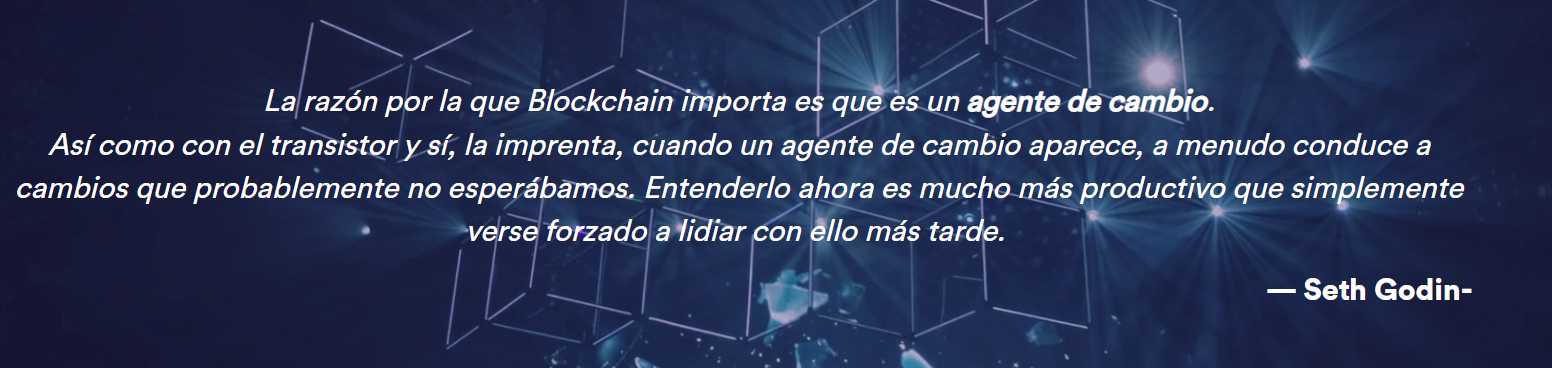 La razón por la que Blockchain importa es que es un agente de cambio.
Así como con el transistor y sí, la imprenta, cuando un agente de cambio aparece, a menudo conduce a
cambios que probablemente no esperábamos. Entenderlo ahora es mucho más productivo que simplemente
verse forzado a lidiar con ello más tarde.
— Seth Godin-